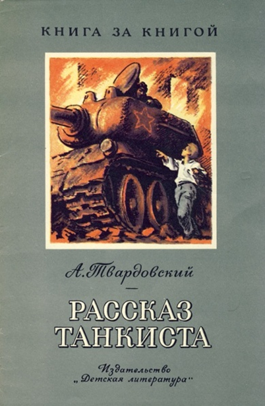 КНИГА ЗА КНИГОЙ
А. Твардовский
—
РАССКАЗ
ТАНКИСТА
Издательство
„Детская литература“